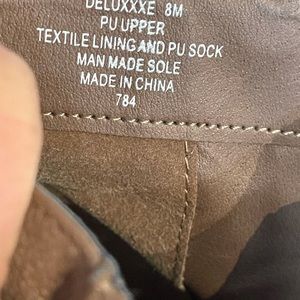 DELUXXXE 8M
PU UPPER
TEXTILE LINING AND PU SOCK
MAN MADE SOLE
MADE IN CHINA
784